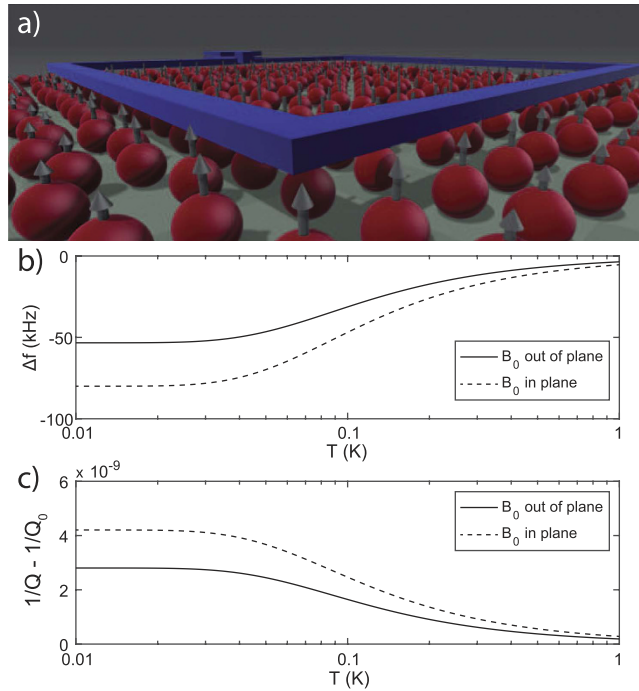 a)
b)
0
-50
-100
Δf (kHz)
B0 out of plane
B0 in plane
0.01
0.1
1
T (K)
c)
x 10-9
6
4
2
0
1/Q - 1/Q0
B0 out of plane
B0 in plane
0.01
0.1
1
T (K)